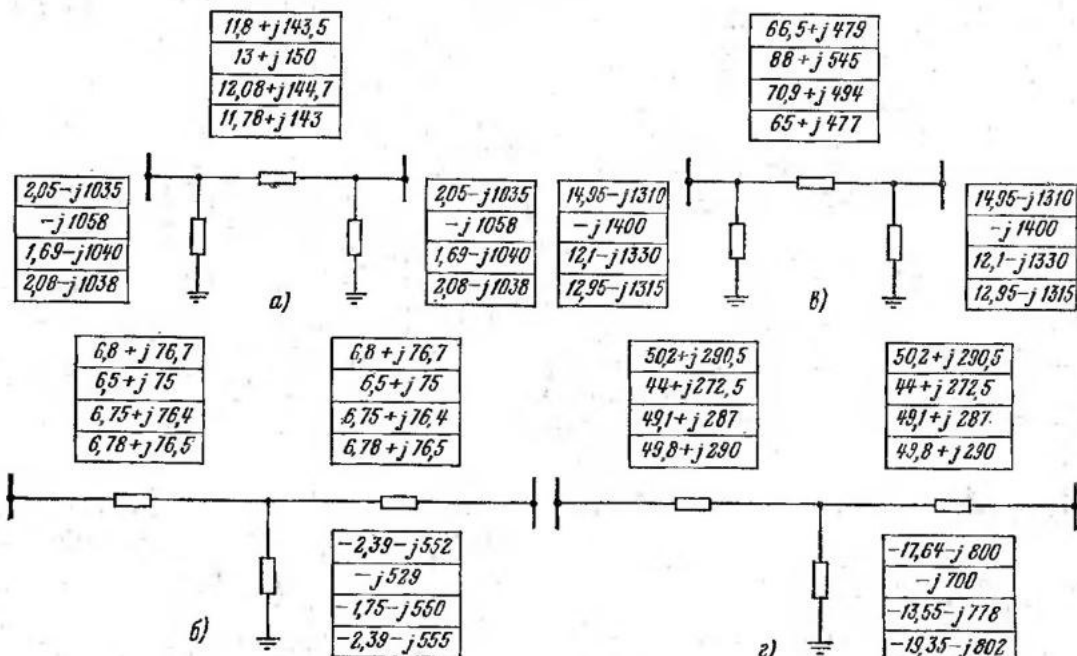 11,8 + j143,5
13 + j150
12,08+j144,7
11,78+j143
2,05-j1035
-j1058
1,69-j1040
2,08-j1038
2,05-j1035
-j1058
1,69-j1040
2,08-j1038
а)
66,5+j479
88 + j545
70,9 + j494
65 + j477
14,95-j1310
-j1400
12,1-j1330
12,95-j1315
14,95-j1310
-j1400
12,1-j1330
12,95-j1315
в)
6,8 + j76,7
6,5 + j75
6,75 + j76,4
6,78 + j76,5
6,8 + j76,7
6,5 + j75
6,75 + j76,4
6,78 + j76,5
-2,39-j552
-j529
-1,75-j550
-2,39-j555
б)
50,2+j290,5
44+j272,5
49,1+j287
49,8+j290
50,2+j290,5
44+j272,5
49,1+j287
49,8+j290
-17,64-j800
-j700
-13,55-j778
-19,35-j802
г)